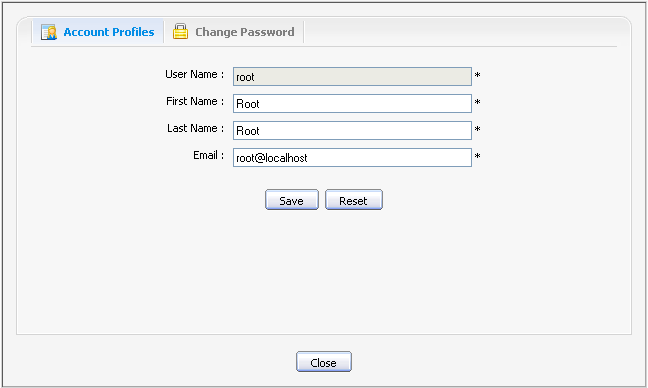 Account Profiles Change Password
User Name : root *
First Name : Root *
Last Name : Root *
Email : root@localhost *
Save Reset
Close